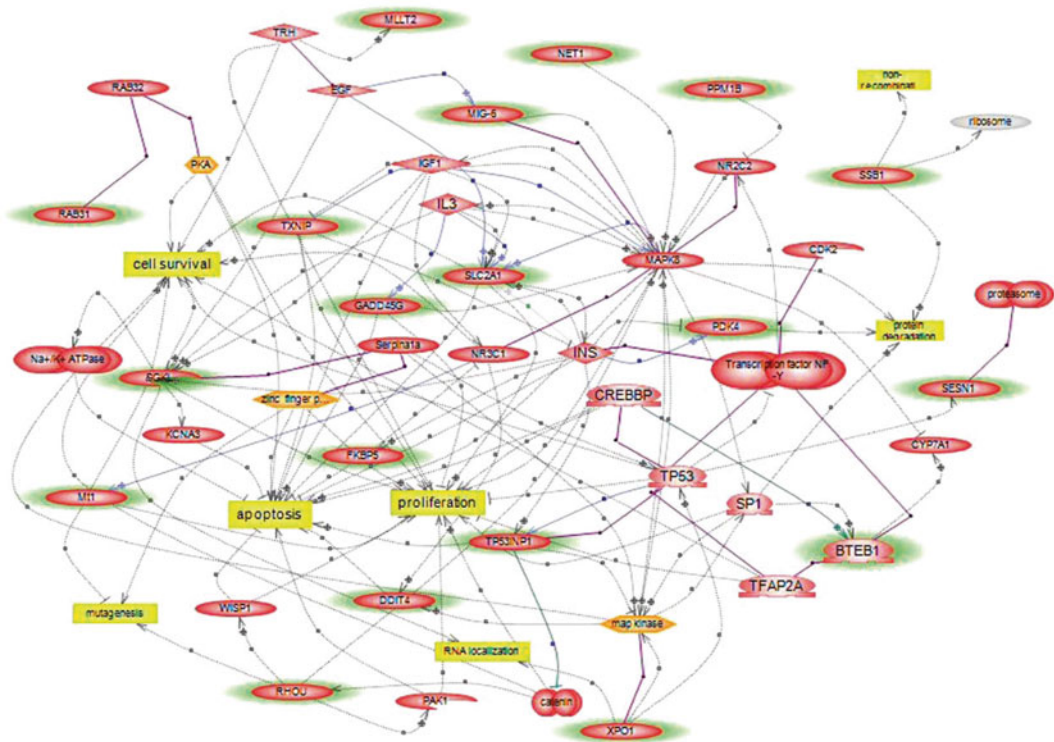 MLLT2
TRH
NET1
EGF
non-
recombinati...
RAB32
PPM1B
MIG-6
ribosome
PKA
IGF1
NR2C2
SSB1
IL3
RAB31
TXNIP
CDK2
cell survival
MAPK8
SLC2A1
proteasome
GADD45G
PDK4
protein
degradation
Serpina1a
Na+/K+ ATPase
NR3C1
INS
Transcription factor NF
-Y
SESN1
zinc finger p...
CREBBP
KCNA3
CYP7A1
FKBP5
TP53
Mt1
proliferation
SP1
apoptosis
TP53INP1
BTEB1
TFAP2A
DDIT4
mutagenesis
WISP1
map kinase
RNA localization
RHOU
PAK1
catenin
XPO1